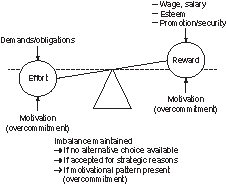 – Wage, salary
– Esteem
– Promotion/security
Demands/obligations
Reward
Effort
Motivation
(overcommitment)
Motivation
(overcommitment)
Imbalance maintained
➔ If no alternative choice available
➔ If accepted for strategic reasons
➔ If motivational pattern present
(overcommitment)